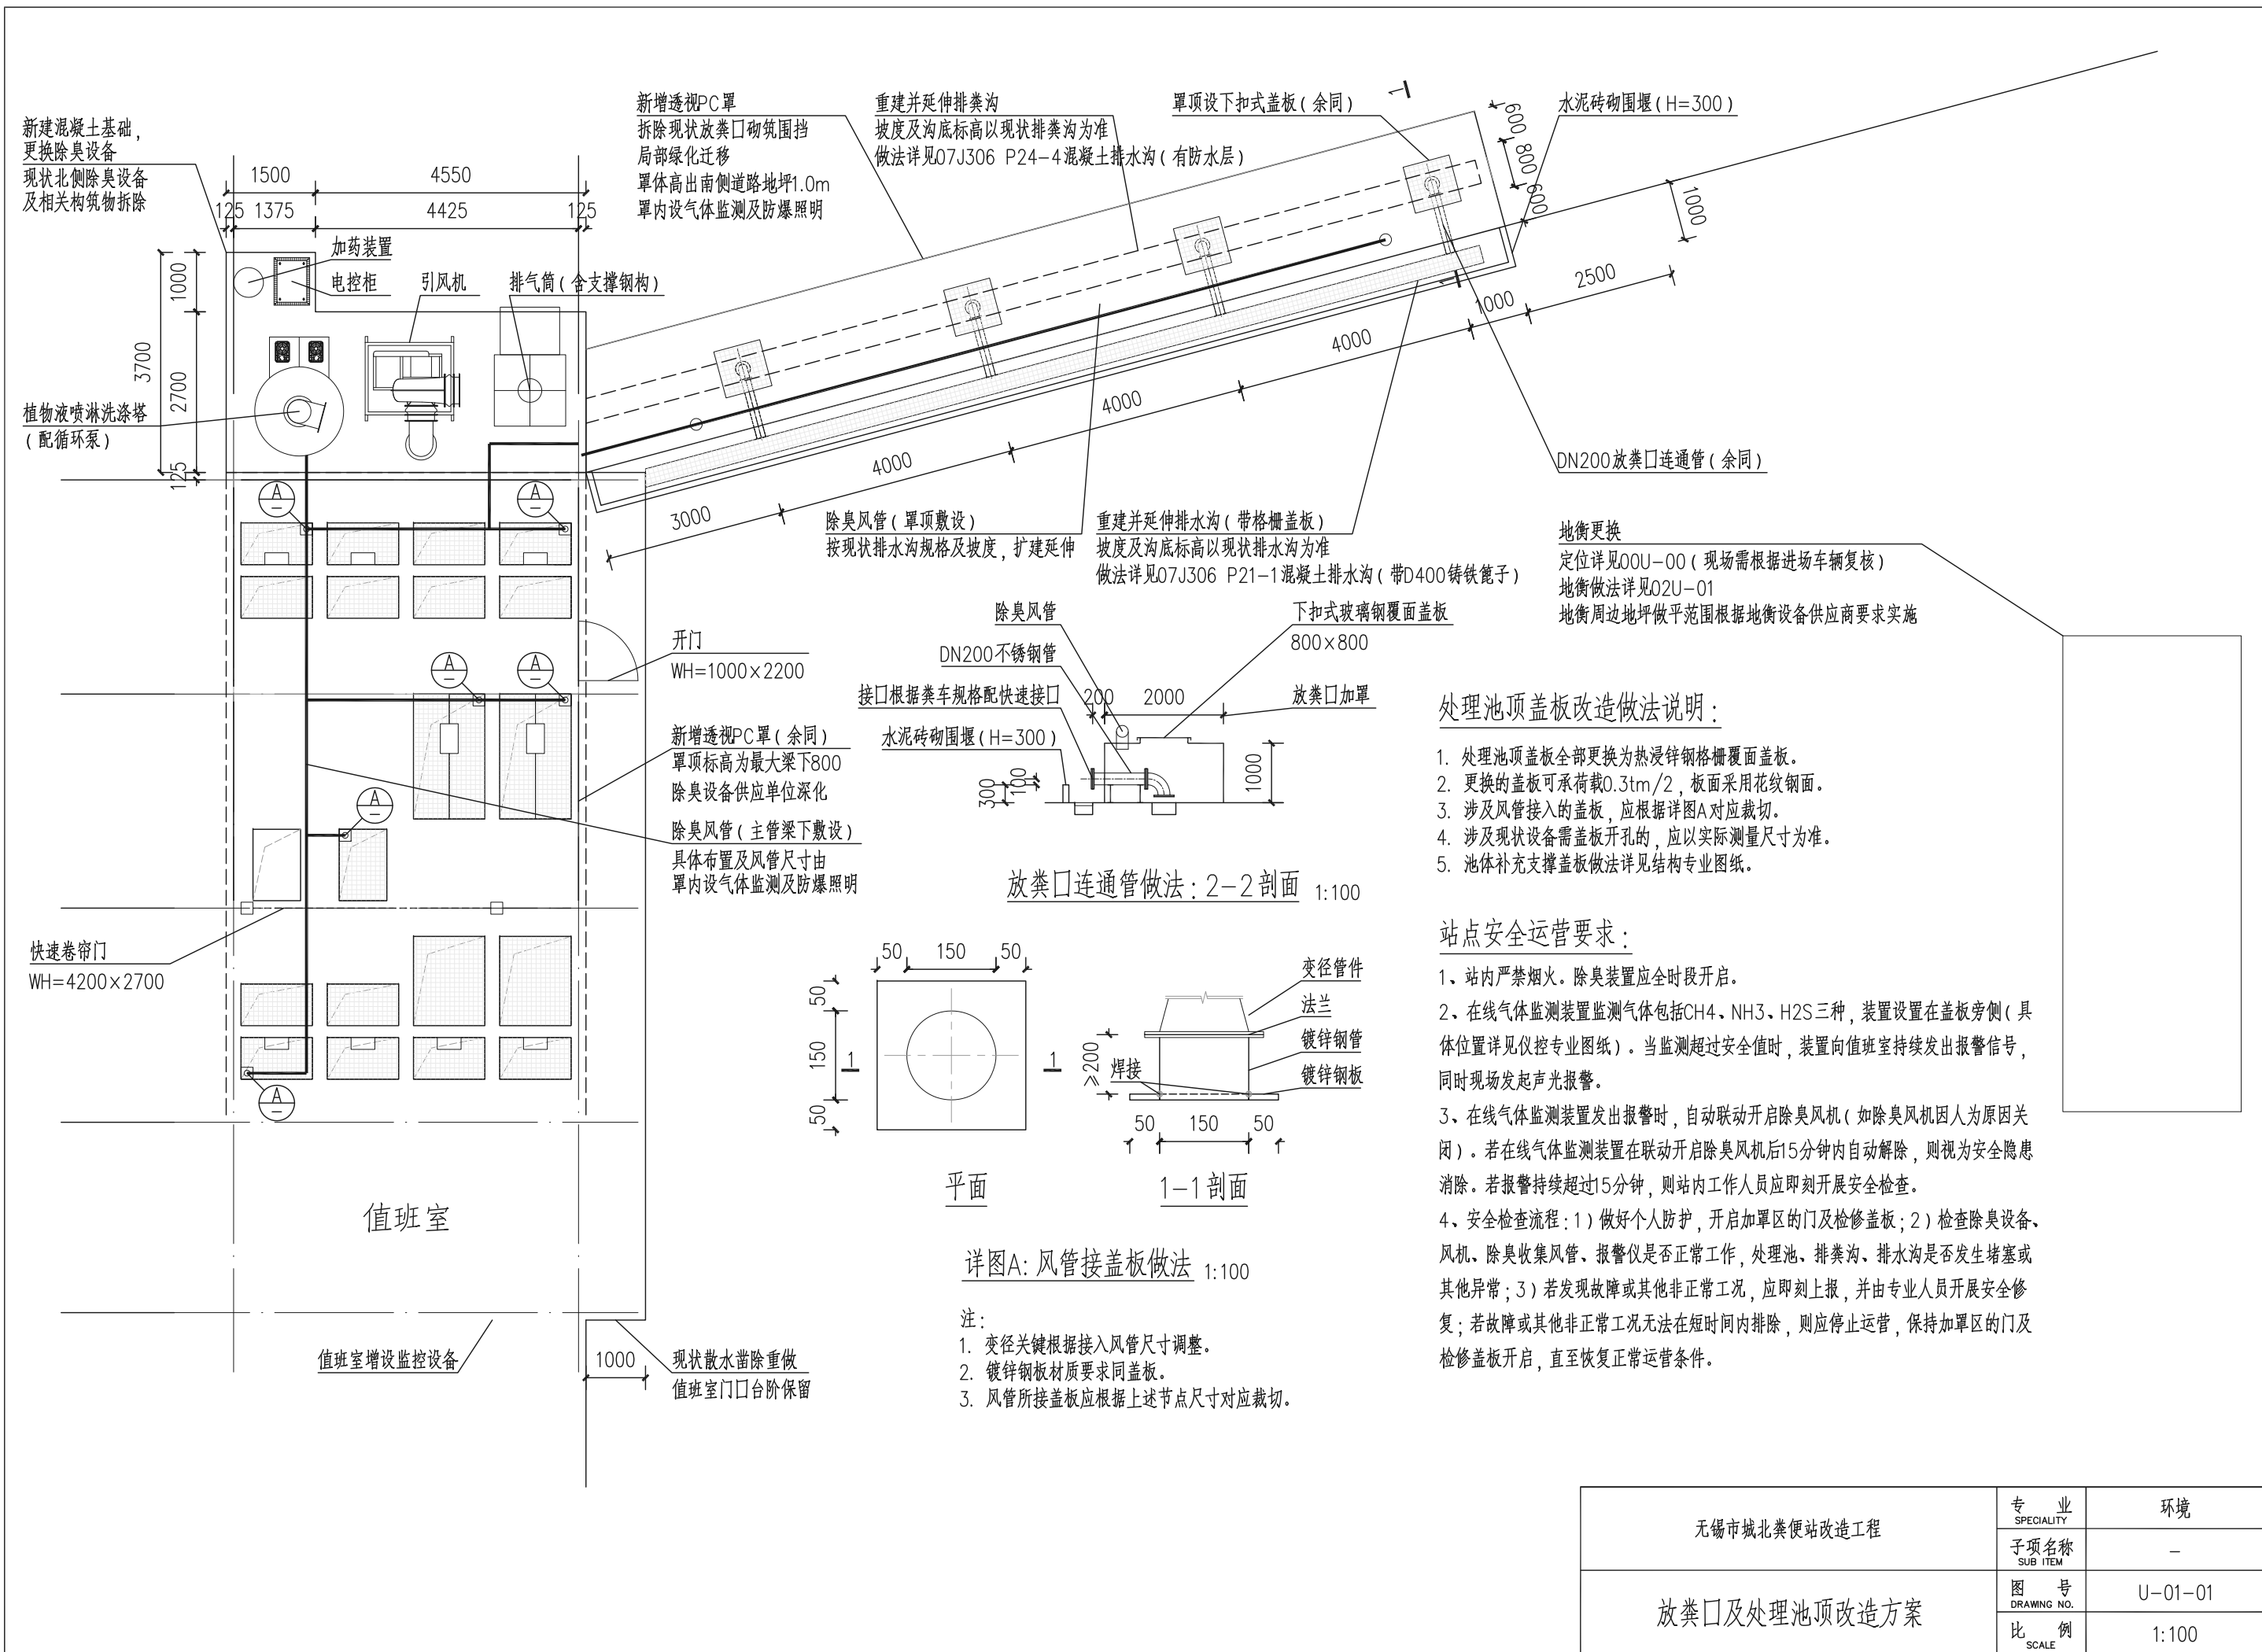 新建混凝土基础，
更换除臭设备
现状北侧除臭设备
及相关构筑物拆除
1500
4550
125
1375
4425
125
新增透视PC罩
拆除现状放粪口砌筑围挡
局部绿化迁移
罩体高出南侧道路地坪1.0m
罩内设气体监测及防爆照明
重建并延伸排粪沟
坡度及沟底标高以现状排粪沟为准
做法详见07J306 P24-4混凝土排水沟（有防水层）
罩顶设下扣式盖板（余同）
1
600
800
600
水泥砖砌围堰（H=300）
1000
2500
1000
4000
4000
4000
3000
1
加药装置
电控柜
引风机
排气筒（含支撑钢构）
1000
3700
2700
125
植物液喷淋洗涤塔
（配循环泵）
A
A
DN200放粪口连通管（余同）
除臭风管（罩顶敷设）
按现状排水沟规格及坡度，扩建延伸
重建并延伸排水沟（带格栅盖板）
坡度及沟底标高以现状排水沟为准
做法详见07J306 P21-1混凝土排水沟（带D400铸铁篦子）
地衡更换
定位详见00U-00（现场需根据进场车辆复核）
地衡做法详见02U-01
地衡周边地坪做平范围根据地衡设备供应商要求实施
开门
WH=1000×2200
A
A
新增透视PC罩（余同）
罩顶标高为最大梁下800
除臭设备供应单位深化
A
除臭风管（主管梁下敷设）
具体布置及风管尺寸由
罩内设气体监测及防爆照明
快速卷帘门
WH=4200×2700
A
值班室
值班室增设监控设备
1000
现状散水凿除重做
值班室门口台阶保留
除臭风管
DN200不锈钢管
接口根据粪车规格配快速接口
水泥砖砌围堰（H=300）
下扣式玻璃钢覆面盖板
800×800
200
2000
放粪口加罩
300
100
1000
放粪口连通管做法：2-2剖面 1:100
50
150
50
50
150
50
1
1
平面
变径管件
法兰
镀锌钢管
镀锌钢板
焊接
≥200
50
150
50
1-1剖面
详图A: 风管接盖板做法 1:100
注：
1. 变径关键根据接入风管尺寸调整。
2. 镀锌钢板材质要求同盖板。
3. 风管所接盖板应根据上述节点尺寸对应裁切。
处理池顶盖板改造做法说明：
1. 处理池顶盖板全部更换为热浸锌钢格栅覆面盖板。
2. 更换的盖板可承荷载0.3tm/2，板面采用花纹钢面。
3. 涉及风管接入的盖板，应根据详图A对应裁切。
4. 涉及现状设备需盖板开孔的，应以实际测量尺寸为准。
5. 池体补充支撑盖板做法详见结构专业图纸。
站点安全运营要求：
1、站内严禁烟火。除臭装置应全时段开启。
2、在线气体监测装置监测气体包括CH4、NH3、H2S三种，装置设置在盖板旁侧（具
体位置详见仪控专业图纸）。当监测超过安全值时，装置向值班室持续发出报警信号，
同时现场发起声光报警。
3、在线气体监测装置发出报警时，自动联动开启除臭风机（如除臭风机因人为原因关
闭）。若在线气体监测装置在联动开启除臭风机后15分钟内自动解除，则视为安全隐患
消除。若报警持续超过15分钟，则站内工作人员应即刻开展安全检查。
4、安全检查流程：1）做好个人防护，开启加罩区的门及检修盖板；2）检查除臭设备、
风机、除臭收集风管、报警仪是否正常工作，处理池、排粪沟、排水沟是否发生堵塞或
其他异常；3）若发现故障或其他非正常工况，应即刻上报，并由专业人员开展安全修
复；若故障或其他非正常工况无法在短时间内排除，则应停止运营，保持加罩区的门及
检修盖板开启，直至恢复正常运营条件。
无锡市城北粪便站改造工程
专 业
SPECIALITY
环境
子项名称
SUB ITEM
-
放粪口及处理池顶改造方案
图 号
DRAWING NO.
U-01-01
比 例
SCALE
1:100